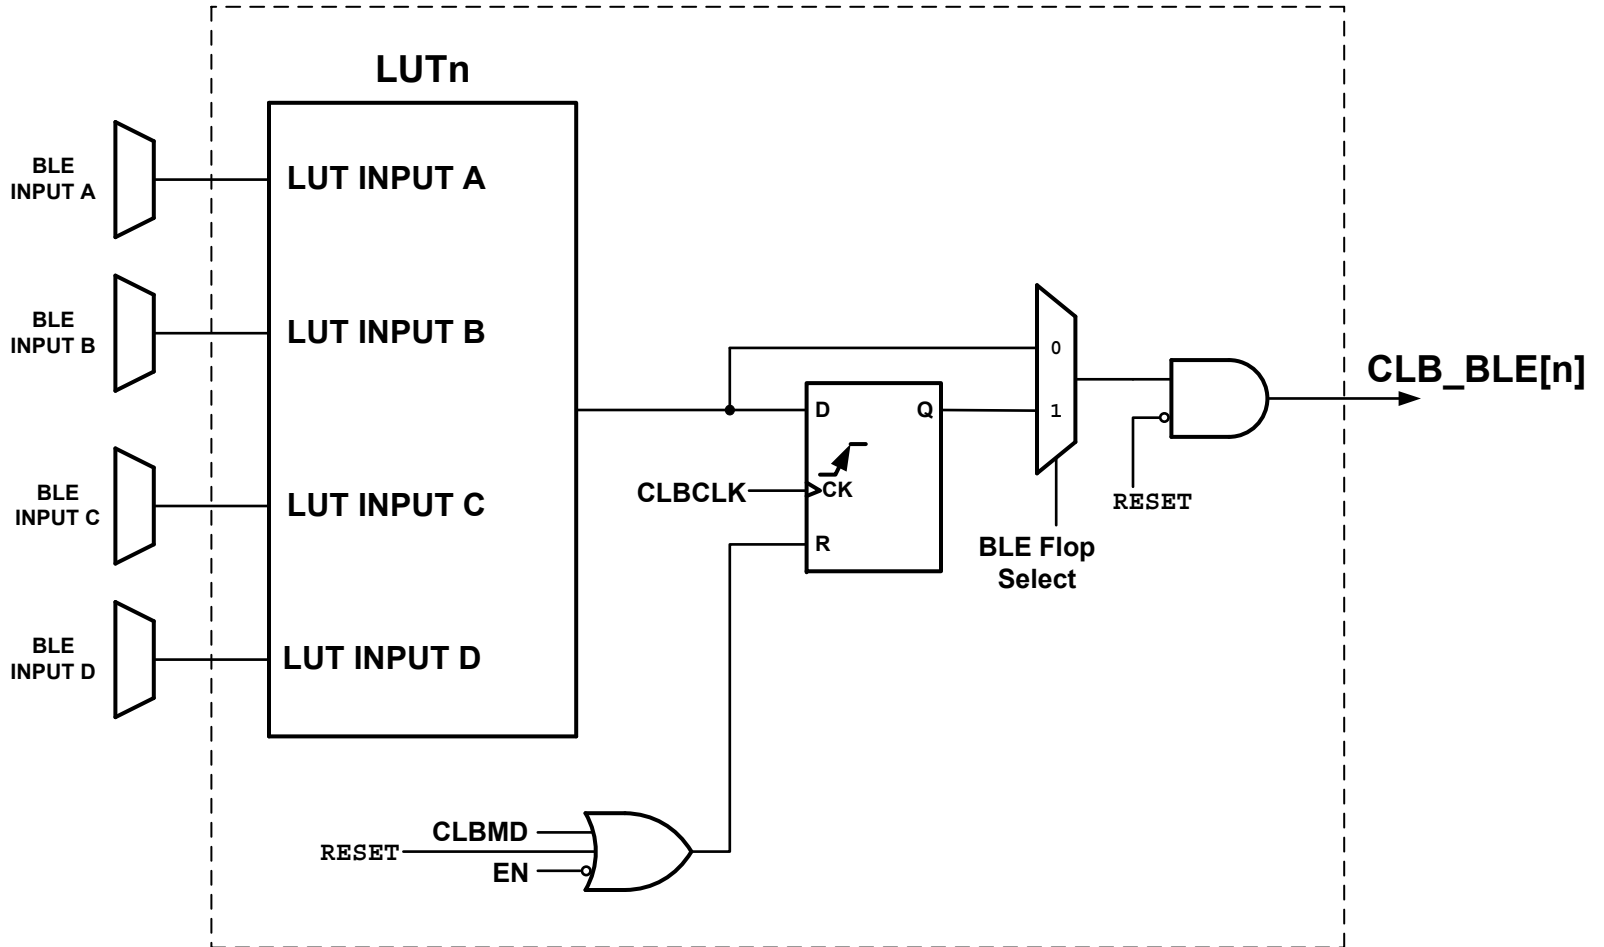 LUTn
BLE
INPUT A
LUT INPUT A
BLE
INPUT B
LUT INPUT B
BLE
INPUT C
LUT INPUT C
BLE
INPUT D
LUT INPUT D
D
Q
CLBCLK
CK
R
0
1
BLE Flop
Select
RESET
CLB_BLE[n]
CLBMD
RESET
EN